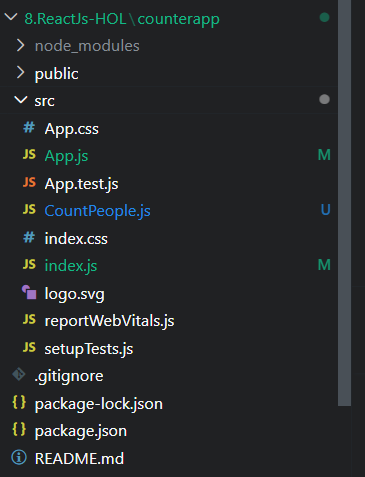 8.ReactJs-HOL\counterapp
node_modules
public
src
# App.css
JS App.js M
JS App.test.js
JS CountPeople.js U
# index.css
JS index.js M
logo.svg
JS reportWebVitals.js
JS setupTests.js
.gitignore
{} package-lock.json
{} package.json
README.md